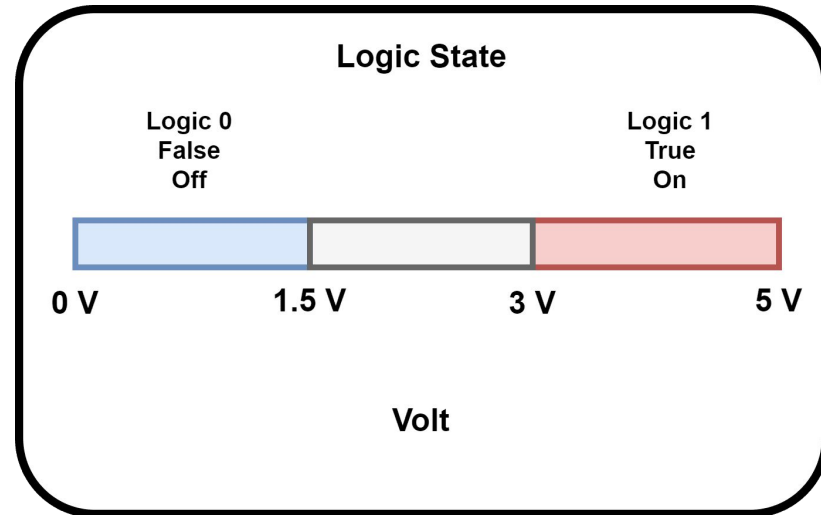 Logic State
Logic 0
False
Off
Logic 1
True
On
0 V
1.5 V
3 V
5 V
Volt